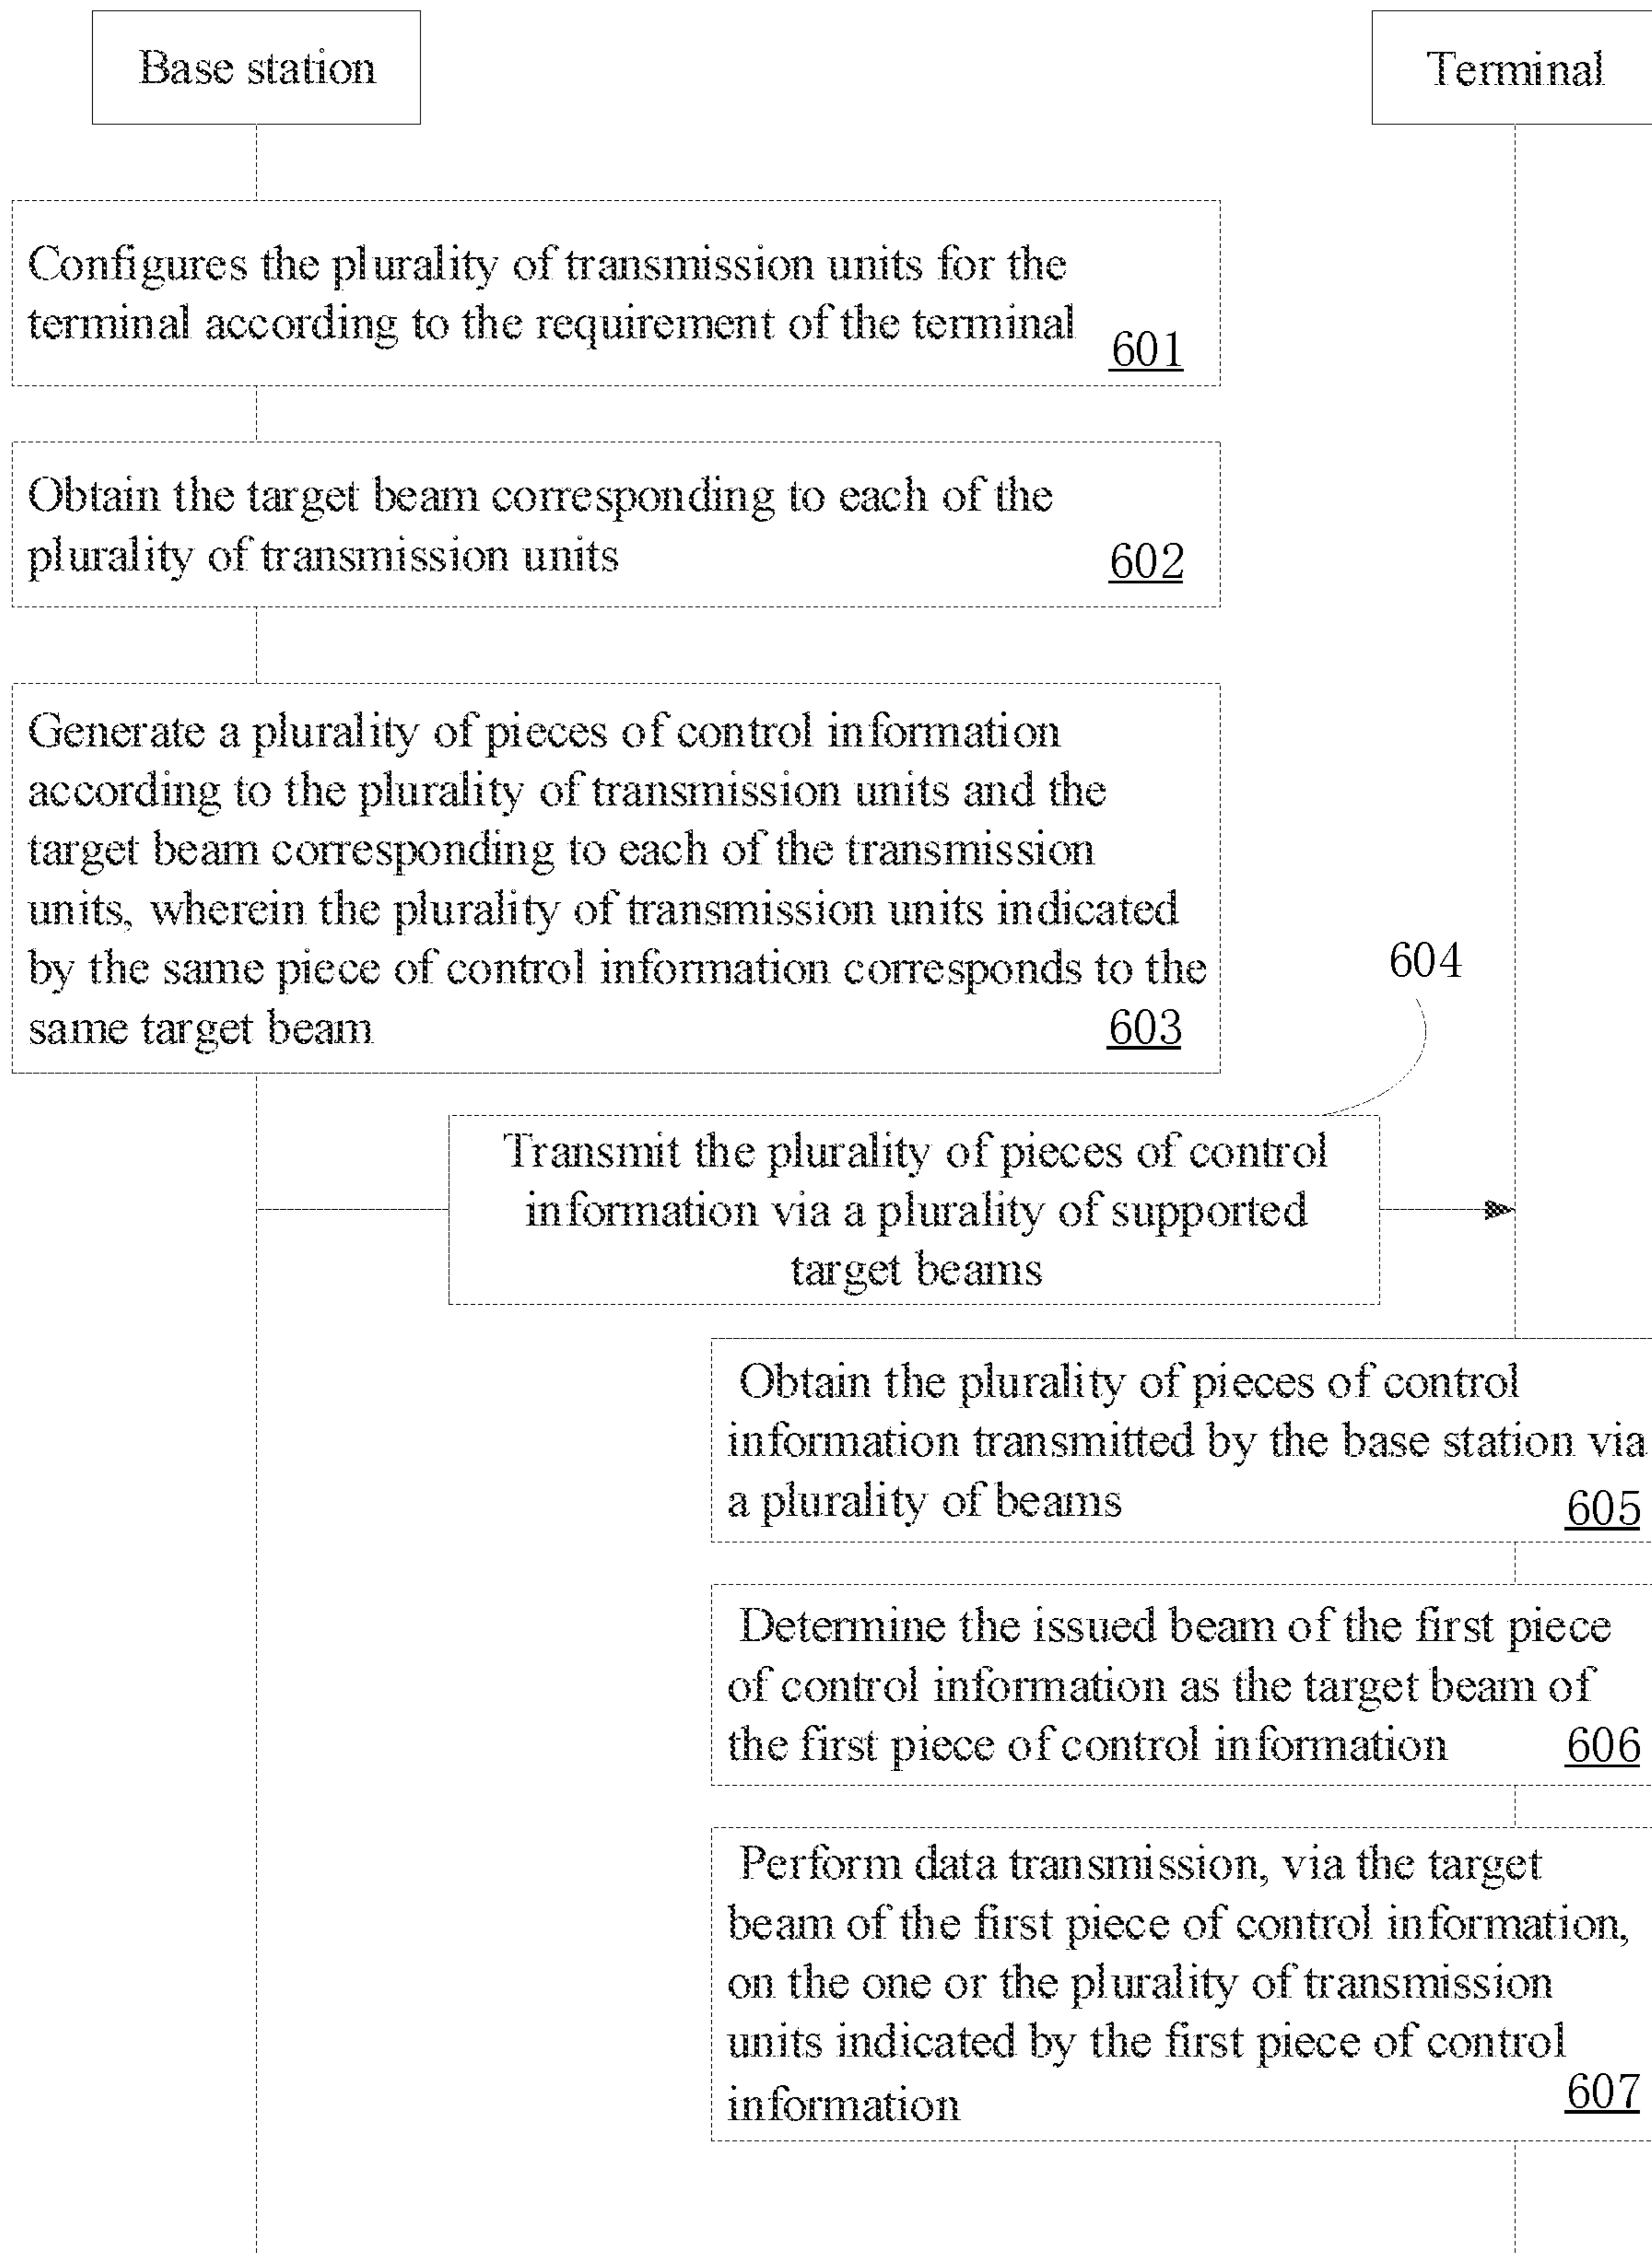 Base station
Terminal
Configures the plurality of transmission units for the
terminal according to the requirement of the terminal
601
Obtain the target beam corresponding to each of the
plurality of transmission units
602
Generate a plurality of pieces of control information
according to the plurality of transmission units and the
target beam corresponding to each of the transmission
units, wherein the plurality of transmission units indicated
by the same piece of control information corresponds to the
same target beam
603
604
Transmit the plurality of pieces of control
information via a plurality of supported
target beams
Obtain the plurality of pieces of control
information transmitted by the base station via
a plurality of beams
605
Determine the issued beam of the first piece
of control information as the target beam of
the first piece of control information
606
Perform data transmission, via the target
beam of the first piece of control information,
on the one or the plurality of transmission
units indicated by the first piece of control
information
607